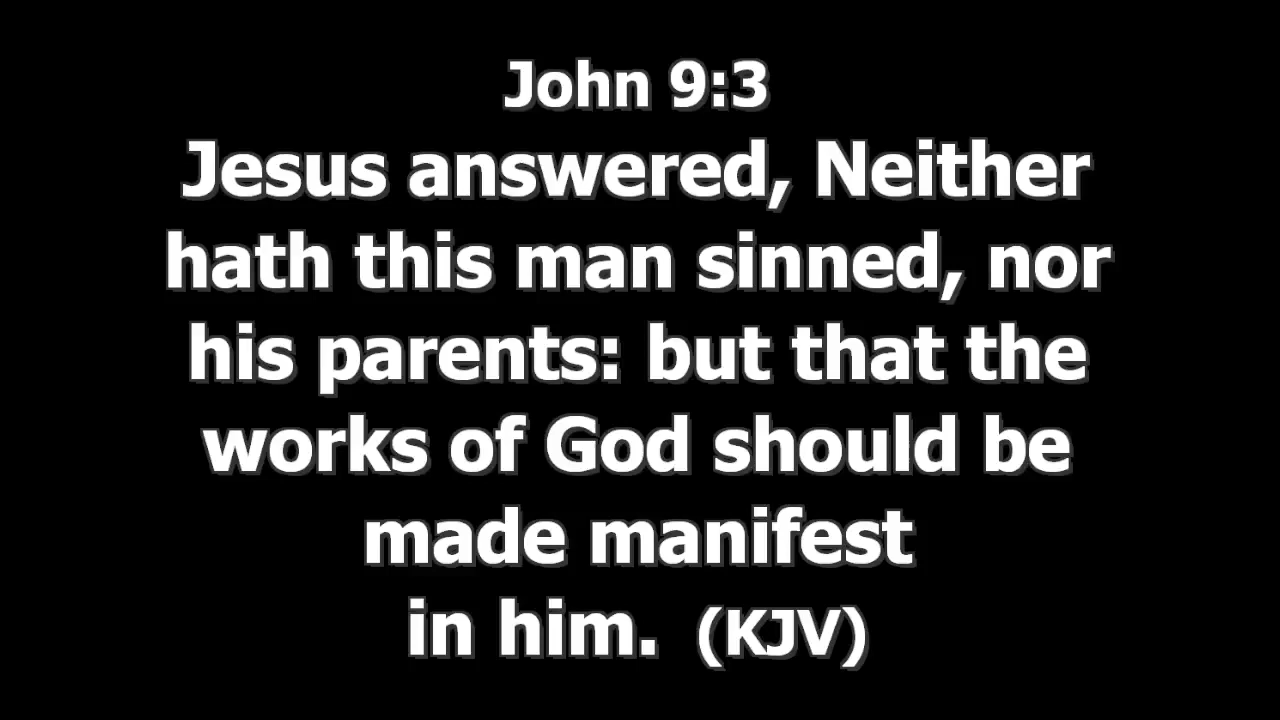 John 9:3
Jesus answered, Neither
hath this man sinned, nor
his parents: but that the
works of God should be
made manifest
in him. (KJV)